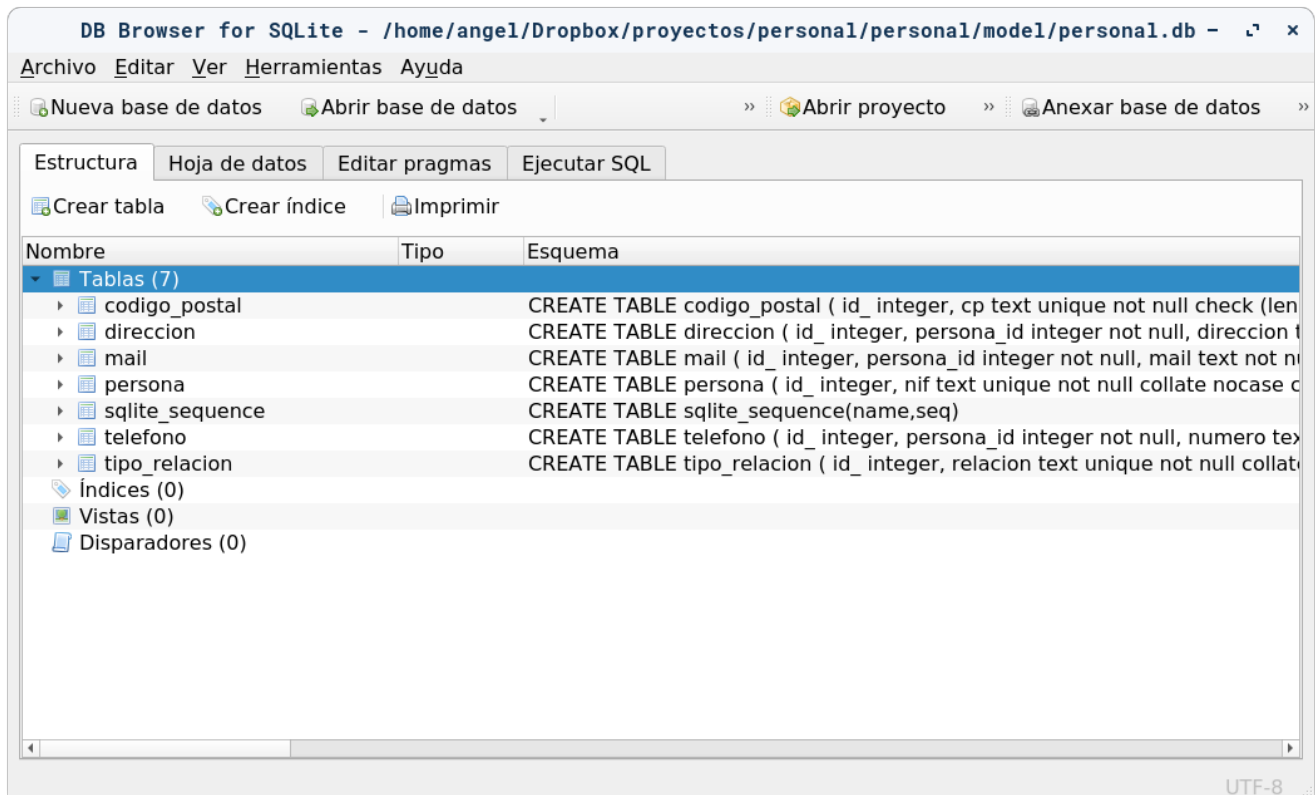 DB Browser for SQLite - /home/angel/Dropbox/proyectos/personal/personal/model/personal.db
Archivo Editar Ver Herramientas Ayuda
Nueva base de datos Abrir base de datos » Abrir proyecto » Anexar base de datos »
Estructura Hoja de datos Editar pragmas Ejecutar SQL
Crear tabla Crear índice Imprimir
Nombre Tipo Esquema
Tablas (7)
codigo_postal CREATE TABLE codigo_postal ( id_ integer, cp text unique not null check (len
direccion CREATE TABLE direccion ( id_ integer, persona_id integer not null, direccion t
mail CREATE TABLE mail ( id_ integer, persona_id integer not null, mail text not nu
persona CREATE TABLE persona ( id_ integer, nif text unique not null collate nocase c
sqlite_sequence CREATE TABLE sqlite_sequence(name,seq)
telefono CREATE TABLE telefono ( id_ integer, persona_id integer not null, numero tex
tipo_relacion CREATE TABLE tipo_relacion ( id_ integer, relacion text unique not null collat
Índices (0)
Vistas (0)
Disparadores (0)
UTF-8